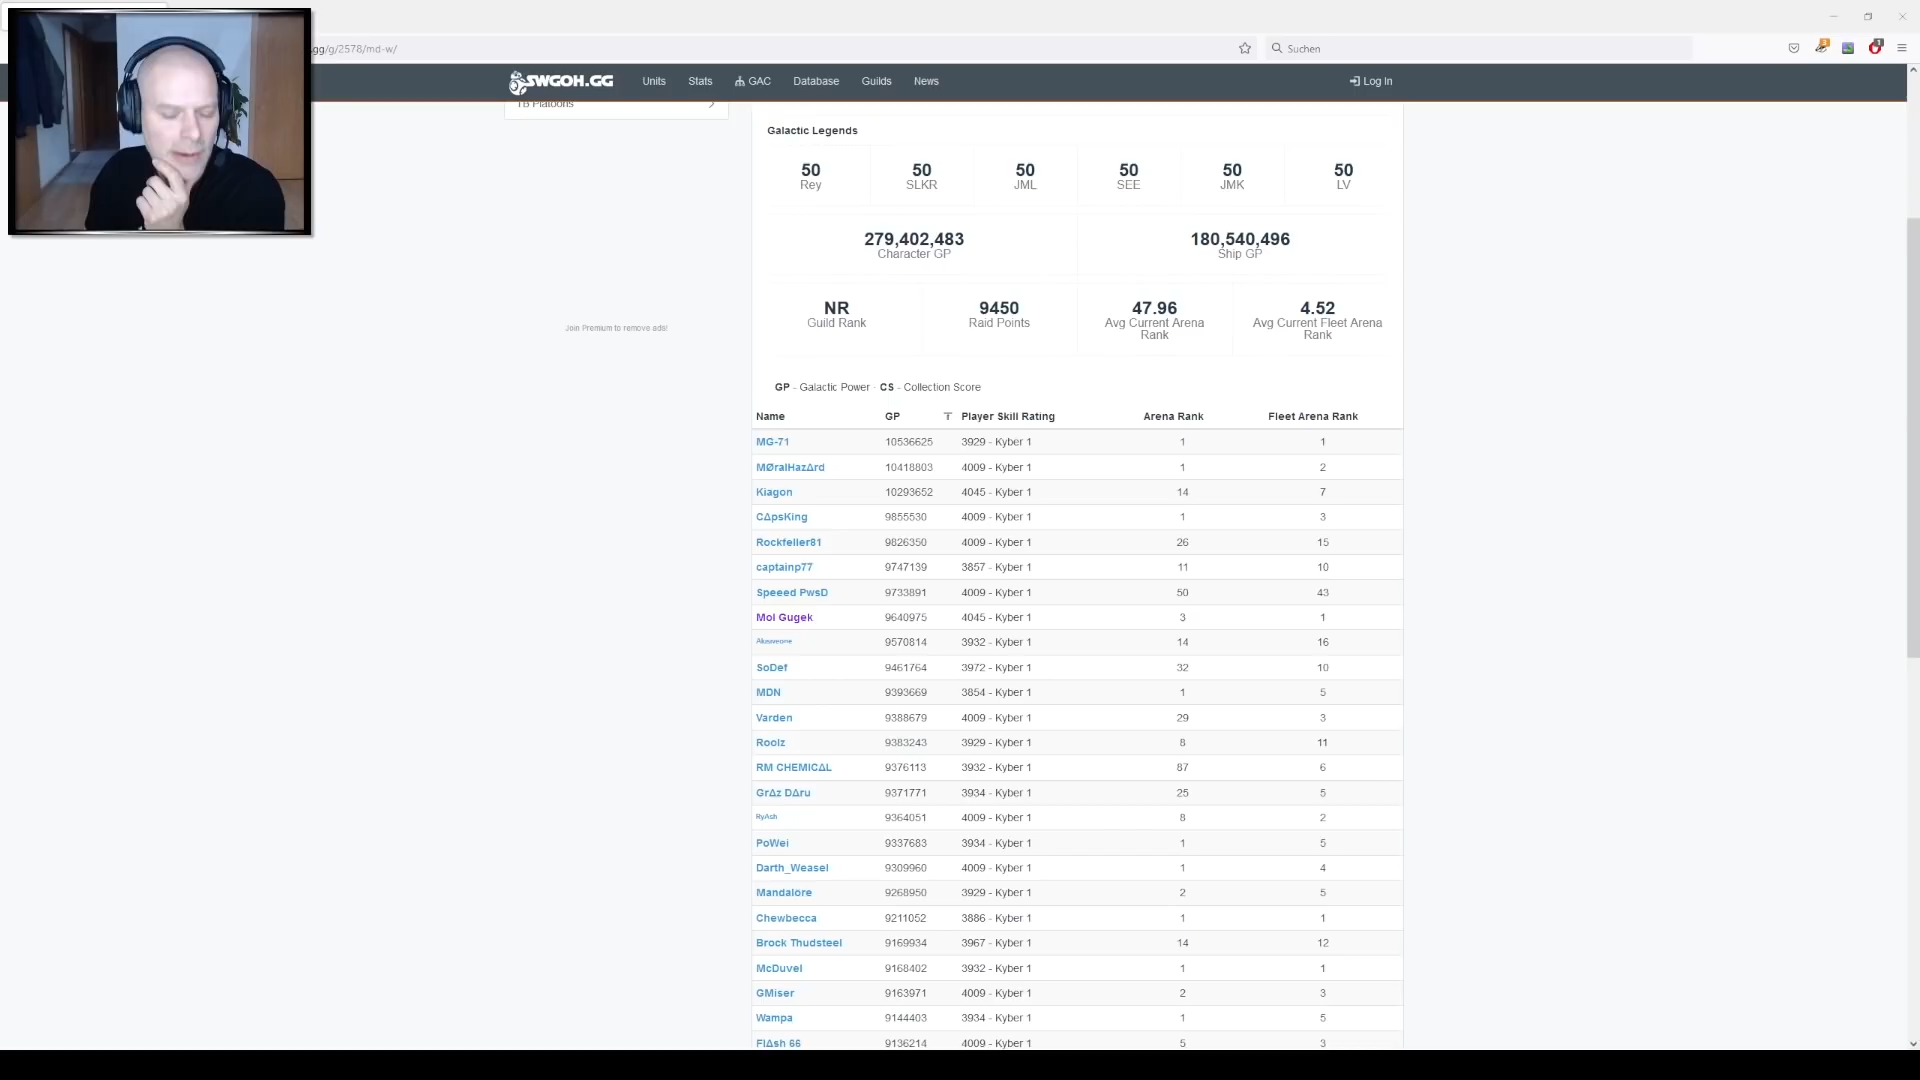 gg/g/2578/md-w/
Suchen
SWGOH.GG Units Stats GAC Database Guilds News Log In
TB Platoons
Galactic Legends
50 50 50 50 50 50
Rey SLKR JML SEE JMK LV
279,402,483 180,540,496
Character GP Ship GP
NR 9450 47.96 4.52
Guild Rank Raid Points Avg Current Arena Rank Avg Current Fleet Arena Rank
Join Premium to remove ads!
GP - Galactic Power · CS - Collection Score
Name GP Player Skill Rating Arena Rank Fleet Arena Rank
MG-71 10536625 3929 - Kyber 1 1 1
MØralHazΔrd 10418803 4009 - Kyber 1 1 2
Kiagon 10293652 4045 - Kyber 1 14 7
CΔpsKing 9855530 4009 - Kyber 1 1 3
Rockfeller81 9826350 4009 - Kyber 1 26 15
captainp77 9747139 3857 - Kyber 1 11 10
Speeed PwsD 9733891 4009 - Kyber 1 50 43
Mol Gugek 9640975 4045 - Kyber 1 3 1
9570814 3932 - Kyber 1 14 16
SoDef 9461764 3972 - Kyber 1 32 10
MDN 9393669 3854 - Kyber 1 1 5
Varden 9388679 4009 - Kyber 1 29 3
Roolz 9383243 3929 - Kyber 1 8 11
RM CHEMICΔL 9376113 3932 - Kyber 1 87 6
GrΔz DΔru 9371771 3934 - Kyber 1 25 5
RyAsh 9364051 4009 - Kyber 1 8 2
PoWei 9337683 3934 - Kyber 1 1 5
Darth_Weasel 9309960 4009 - Kyber 1 1 4
Mandalöre 9268950 3929 - Kyber 1 2 5
Chewbecca 9211052 3886 - Kyber 1 1 1
Brock Thudsteel 9169934 3967 - Kyber 1 14 12
McDuvel 9168402 3932 - Kyber 1 1 1
GMiser 9163971 4009 - Kyber 1 2 3
Wampa 9144403 3934 - Kyber 1 1 5
FlΔsh 66 9136214 4009 - Kyber 1 5 3